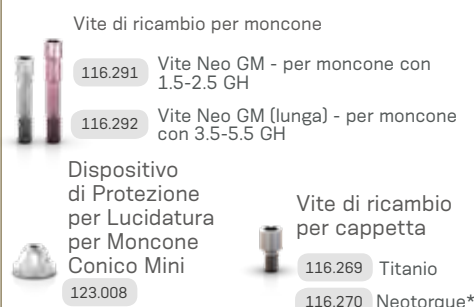 Vite di ricambio per moncone
116.291 Vite Neo GM - per moncone con
1.5-2.5 GH
116.292 Vite Neo GM (lunga) - per moncone
con 3.5-5.5 GH
Dispositivo
di Protezione
per Lucidatura
per Moncone
Conico Mini
123.008
Vite di ricambio
per cappetta
116.269 Titanio
116.270 Neotorque*